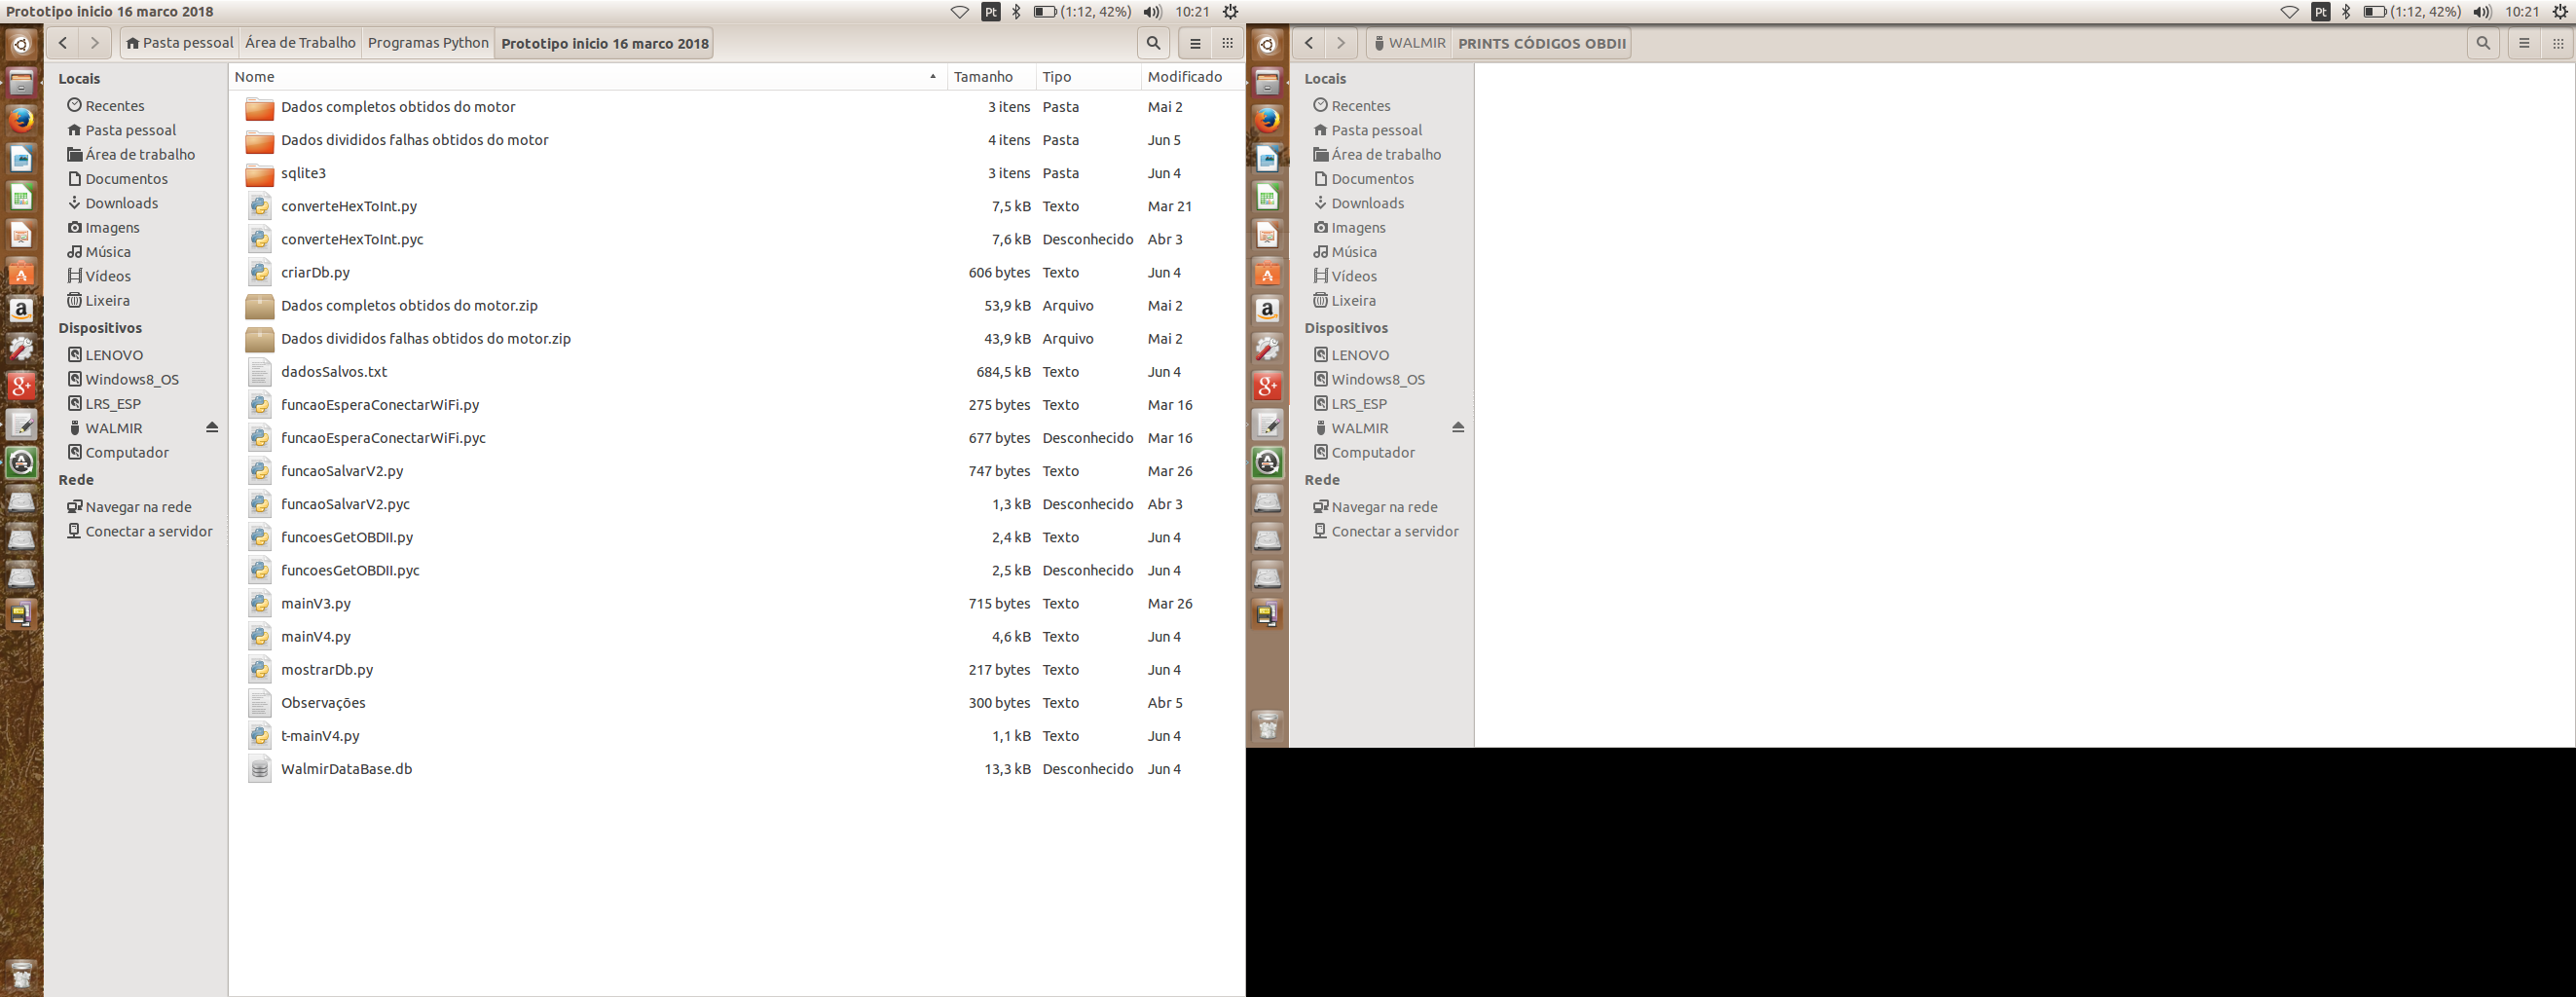 Prototipo inicio 16 marco 2018
Pt
(1:12, 42%)
10:21
Pasta pessoal
Área de Trabalho
Programas Python
Prototipo inicio 16 marco 2018
Locais
Recentes
Pasta pessoal
Área de trabalho
Documentos
Downloads
Imagens
Música
Vídeos
Lixeira
Dispositivos
LENOVO
Windows8_OS
LRS_ESP
WALMIR
Computador
Rede
Navegar na rede
Conectar a servidor
Nome Tamanho Tipo Modificado
Dados completos obtidos do motor 3 itens Pasta Mai 2
Dados divididos falhas obtidos do motor 4 itens Pasta Jun 5
sqlite3 3 itens Pasta Jun 4
converteHexToInt.py 7,5 kB Texto Mar 21
converteHexToInt.pyc 7,6 kB Desconhecido Abr 3
criarDb.py 606 bytes Texto Jun 4
Dados completos obtidos do motor.zip 53,9 kB Arquivo Mai 2
Dados divididos falhas obtidos do motor.zip 43,9 kB Arquivo Mai 2
dadosSalvos.txt 684,5 kB Texto Jun 4
funcaoEsperaConectarWiFi.py 275 bytes Texto Mar 16
funcaoEsperaConectarWiFi.pyc 677 bytes Desconhecido Mar 16
funcaoSalvarV2.py 747 bytes Texto Mar 26
funcaoSalvarV2.pyc 1,3 kB Desconhecido Abr 3
funcoesGetOBDII.py 2,4 kB Texto Jun 4
funcoesGetOBDII.pyc 2,5 kB Desconhecido Jun 4
mainV3.py 715 bytes Texto Mar 26
mainV4.py 4,6 kB Texto Jun 4
mostrarDb.py 217 bytes Texto Jun 4
Observações 300 bytes Texto Abr 5
t-mainV4.py 1,1 kB Texto Jun 4
WalmirDataBase.db 13,3 kB Desconhecido Jun 4
a
g+
A
Pt
(1:12, 42%)
10:21
WALMIR
PRINTS CÓDIGOS OBDII
Locais
Recentes
Pasta pessoal
Área de trabalho
Documentos
Downloads
Imagens
Música
Vídeos
Lixeira
Dispositivos
LENOVO
Windows8_OS
LRS_ESP
WALMIR
Computador
Rede
Navegar na rede
Conectar a servidor
a
g+
A